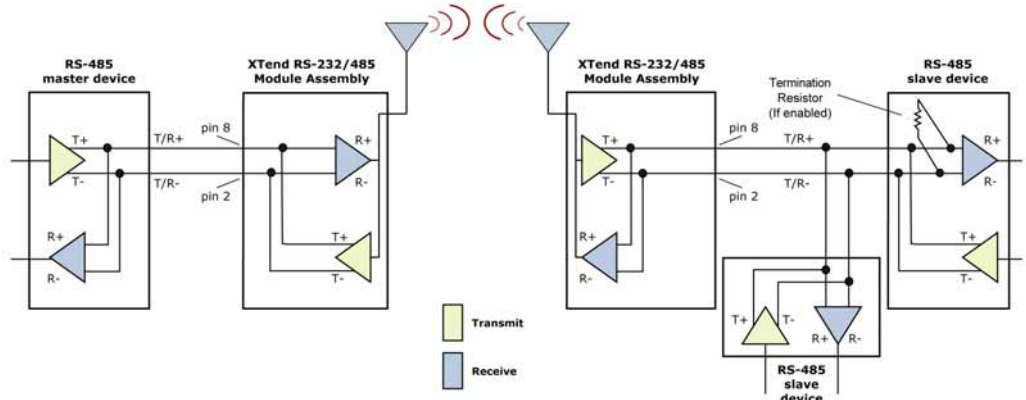 RS-485
master device
XTend RS-232/485
Module Assembly
XTend RS-232/485
Module Assembly
RS-485
slave device
Termination
Resistor
(If enabled)
T+
T-
T/R+
T/R-
pin 8
pin 2
R+
R-
R+
R-
T+
T-
T+
T-
pin 8
pin 2
T/R+
T/R-
R+
R-
R+
R-
T+
T-
T+
T-
R+
R-
RS-485
slave
device
Transmit
Receive